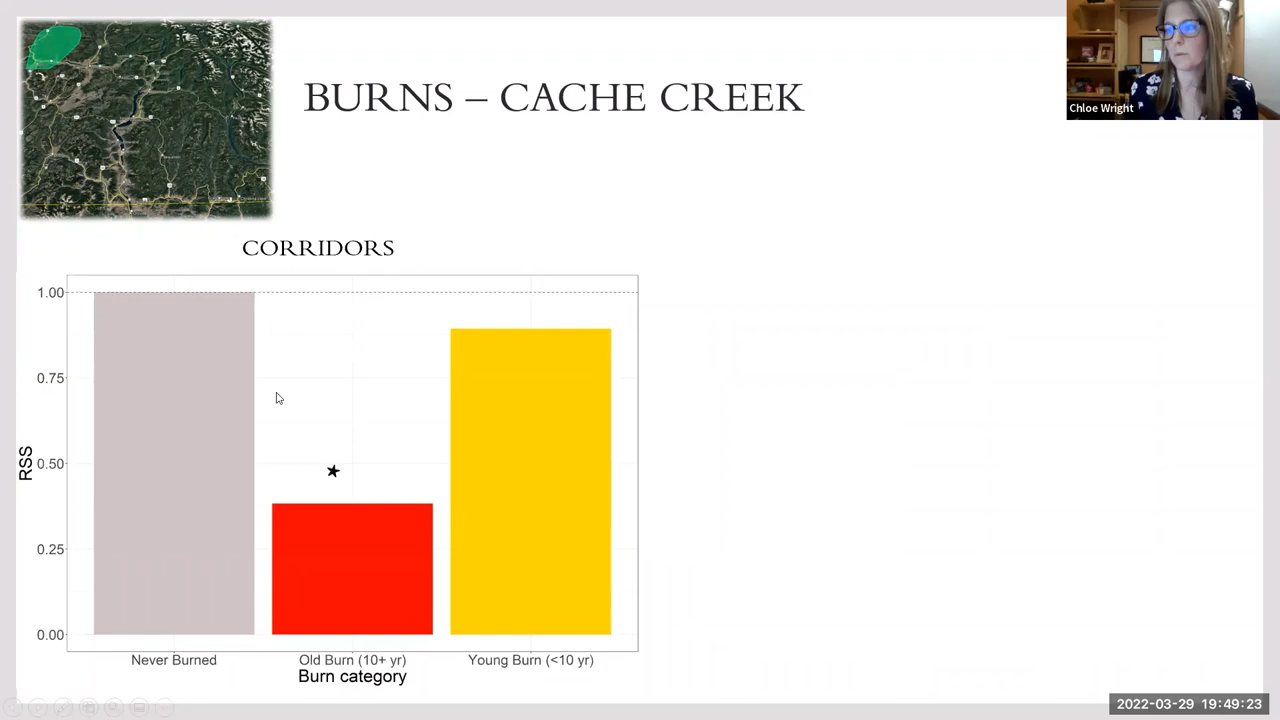 BURNS – CACHE CREEK
Chloe Wright
CORRIDORS
1.00
0.75
0.50
0.25
0.00
RSS
Never Burned
Old Burn (10+ yr)
Young Burn (<10 yr)
Burn category
2022-03-29 19:49:23